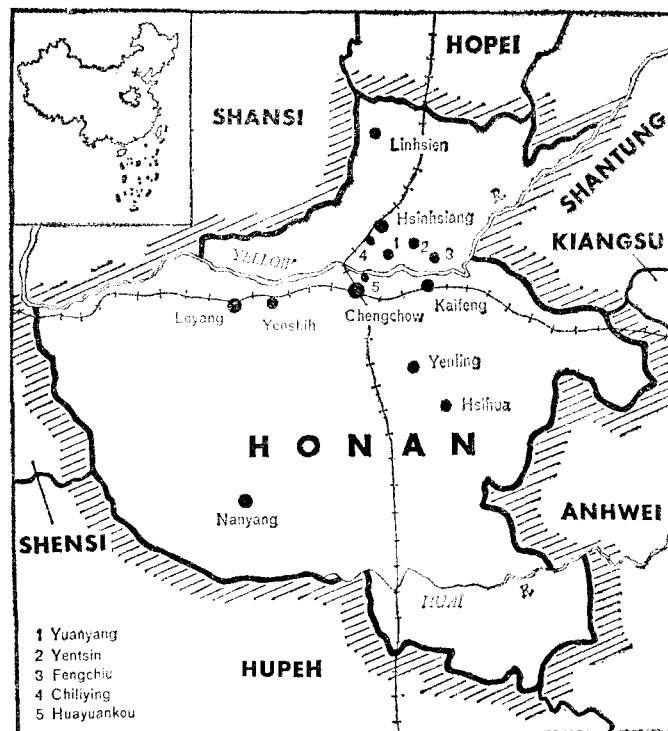 HOPEI
SHANSI
Linhsien
R.
SHANTUNG
Hsinhsiang
4 1 2 3
KIANGSU
YELLOW
5
Loyang
Yenshih
Chengchow
Kaifeng
Yenling
Hsihua
HONAN
Nanyang
SHENSI
ANHWEI
HUAI R.
HUPEH
1 Yuanyang
2 Yentsin
3 Fengchiu
4 Chiliying
5 Huayuankou